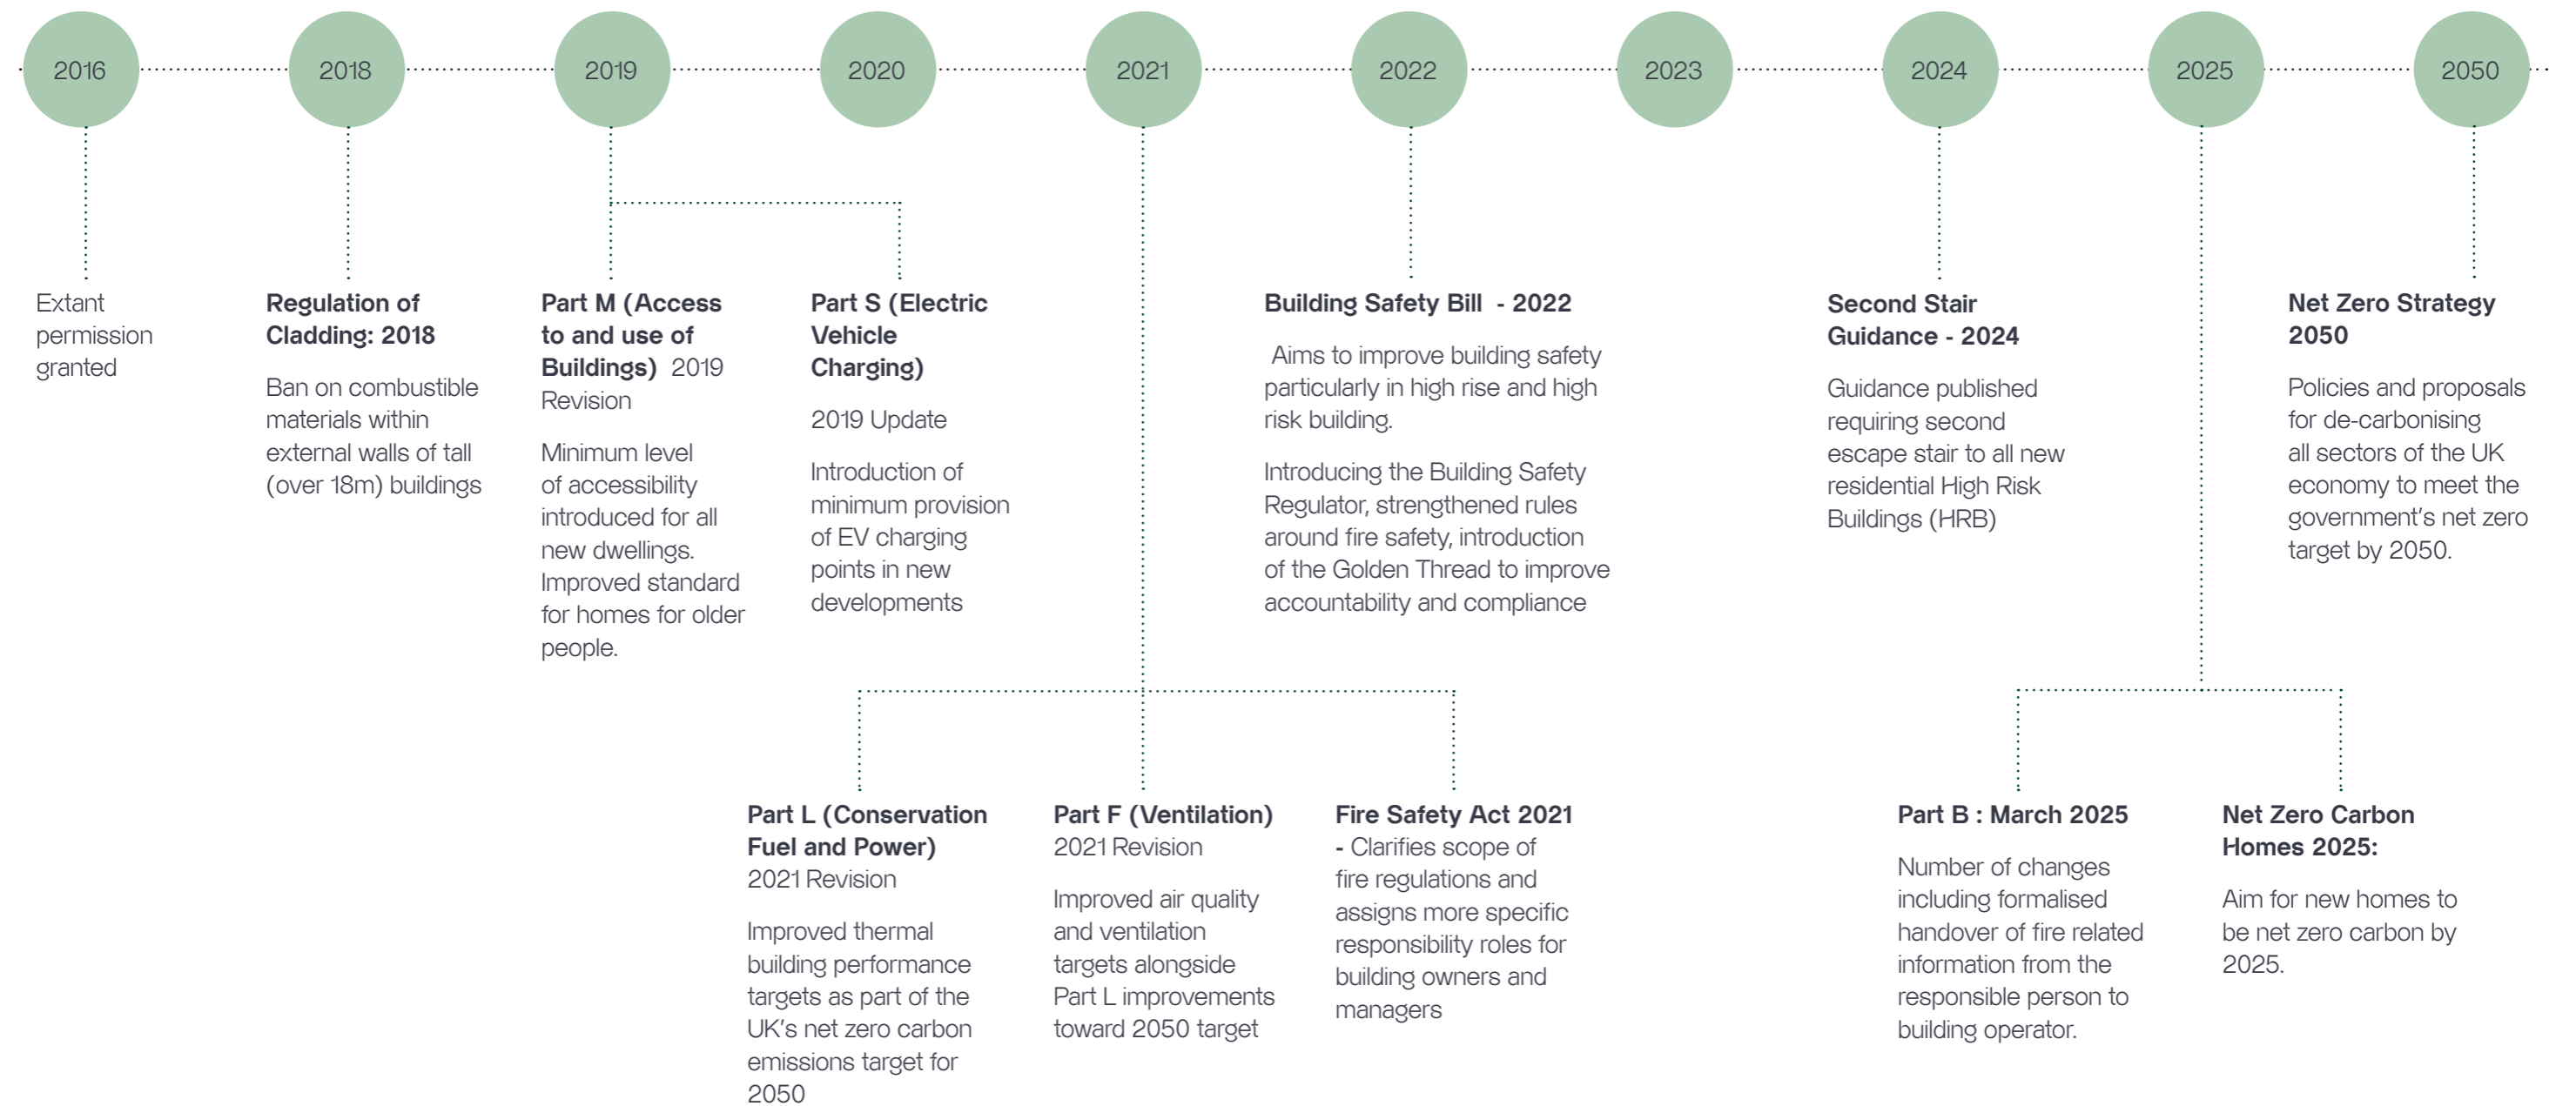 2016
2018
2019
2020
2021
2022
2023
2024
2025
2050
Extant
permission
granted
Regulation of
Cladding: 2018
Ban on combustible
materials within
external walls of tall
(over 18m) buildings
Part M (Access
to and use of
Buildings) 2019
Revision
Minimum level
of accessibility
introduced for all
new dwellings.
Improved standard
for homes for older
people.
Part S (Electric
Vehicle
Charging)
2019 Update
Introduction of
minimum provision
of EV charging
points in new
developments
Building Safety Bill - 2022
Aims to improve building safety
particularly in high rise and high
risk building.
Introducing the Building Safety
Regulator, strengthened rules
around fire safety, introduction
of the Golden Thread to improve
accountability and compliance
Second Stair
Guidance - 2024
Guidance published
requiring second
escape stair to all new
residential High Risk
Buildings (HRB)
Net Zero Strategy
2050
Policies and proposals
for de-carbonising
all sectors of the UK
economy to meet the
government's net zero
target by 2050.
Part L (Conservation
Fuel and Power)
2021 Revision
Improved thermal
building performance
targets as part of the
UK's net zero carbon
emissions target for
2050
Part F (Ventilation)
2021 Revision
Improved air quality
and ventilation
targets alongside
Part L improvements
toward 2050 target
Fire Safety Act 2021
- Clarifies scope of
fire regulations and
assigns more specific
responsibility roles for
building owners and
managers
Part B : March 2025
Number of changes
including formalised
handover of fire related
information from the
responsible person to
building operator.
Net Zero Carbon
Homes 2025:
Aim for new homes to
be net zero carbon by
2025.